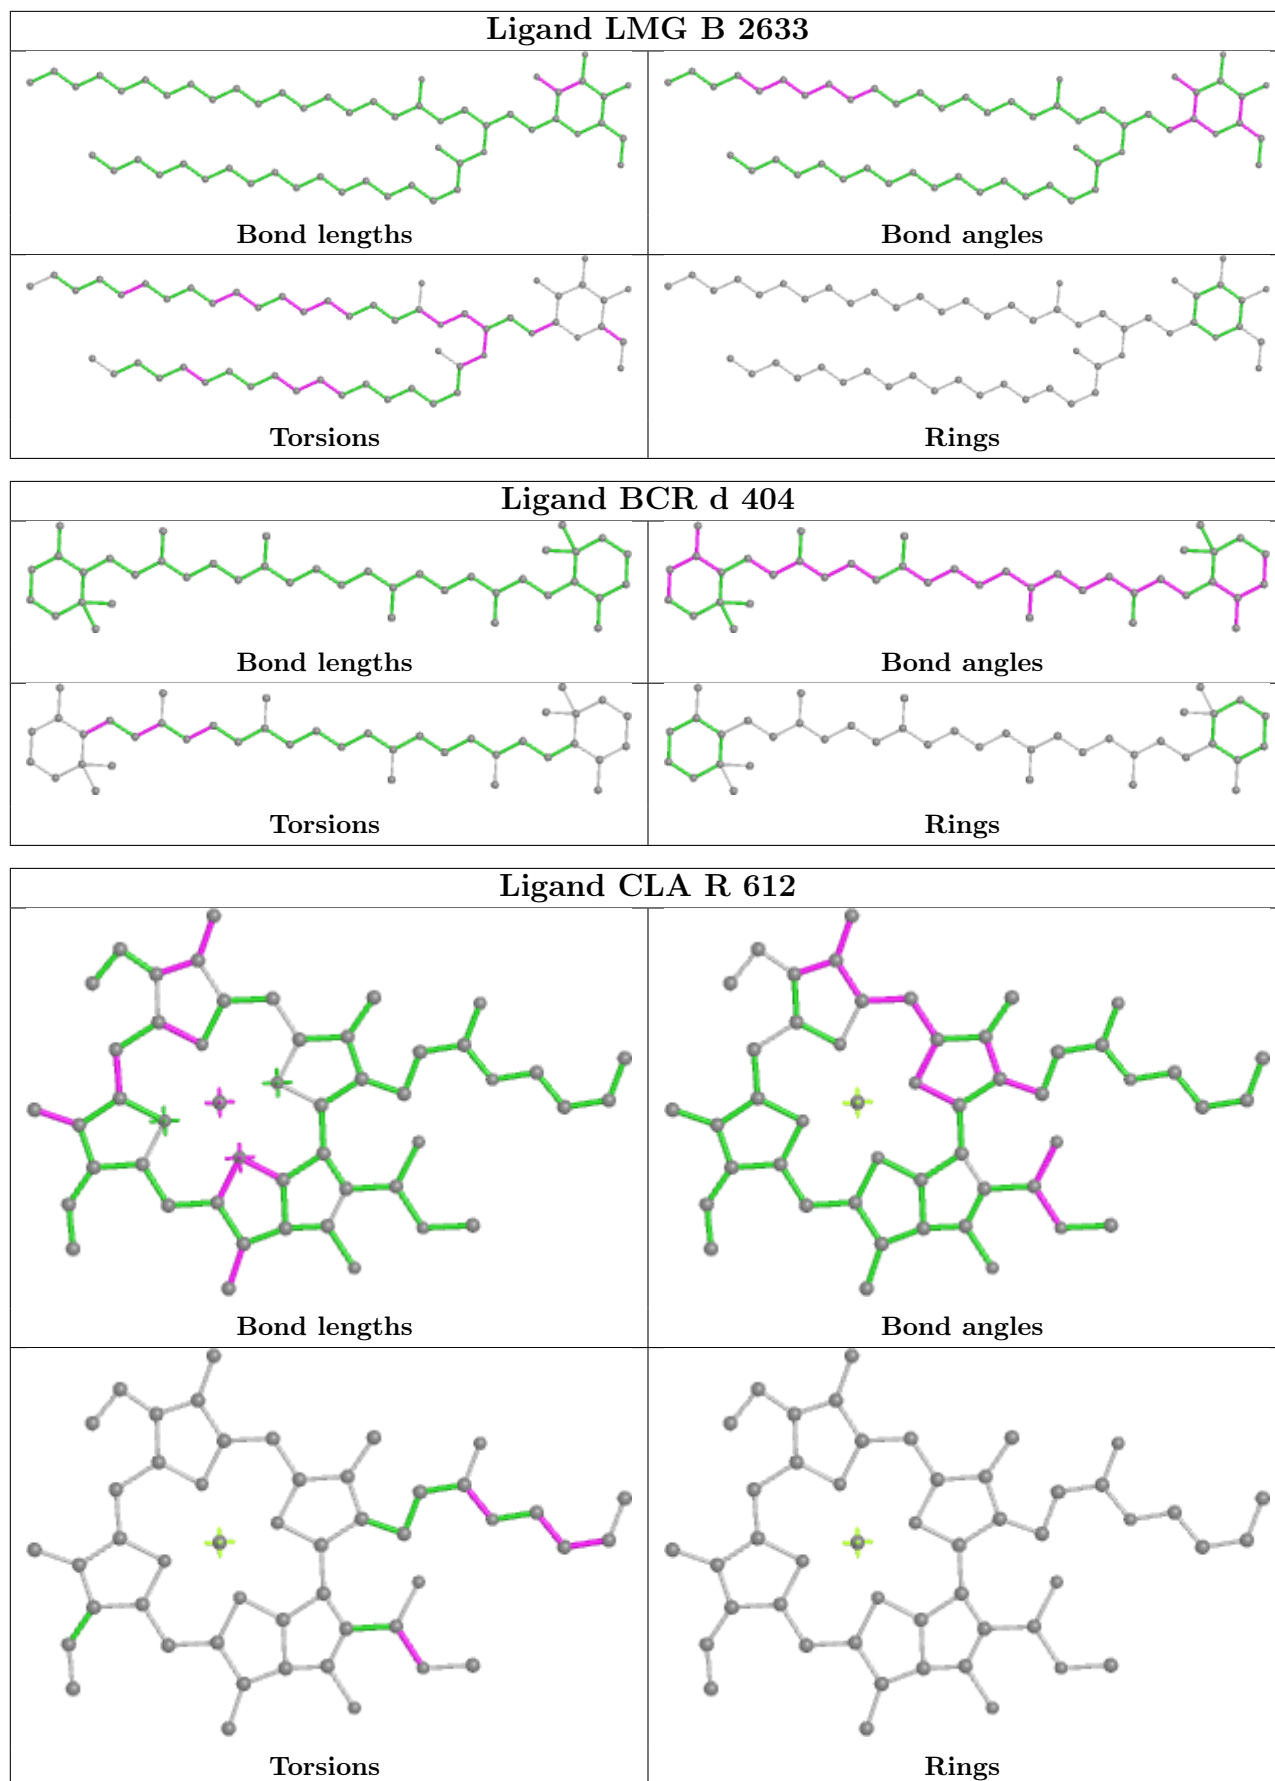 Ligand LMG B 2633
Bond lengths
Bond angles
Torsions
Rings
Ligand BCR d 404
Bond lengths
Bond angles
Torsions
Rings
Ligand CLA R 612
Bond lengths
Bond angles
Torsions
Rings